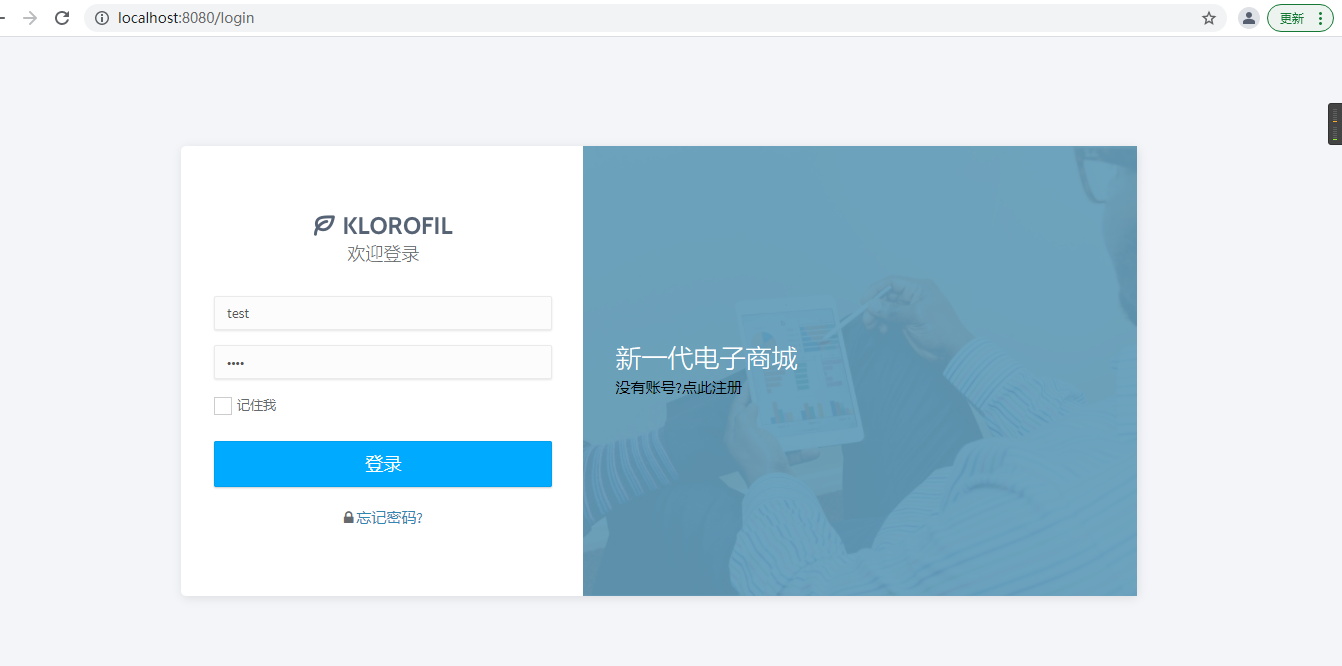 localhost:8080/login
更新
KLOROFIL
欢迎登录
test
••••
记住我
登录
忘记密码?
新一代电子商城
没有账号?点此注册